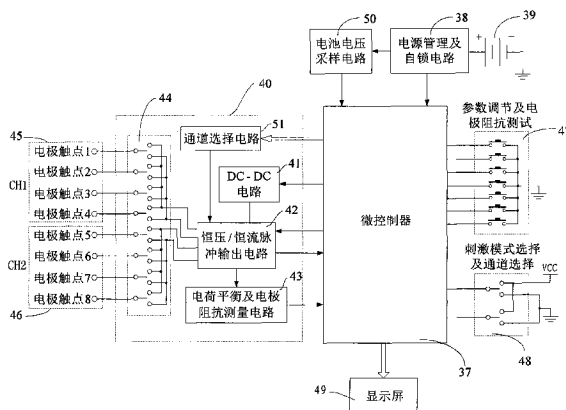 50
38
39
电池电压
采样电路
电源管理及
自锁电路
+ -
40
44
51
45
通道选择电路
参数调节及电
极阻抗测试
41
电极触点1
电极触点2
CH1
电极触点3
电极触点4
DC-DC
电路
42
微控制器
恒压/恒流脉
冲输出电路
电极触点5
CH2
电极触点6
电极触点7
电极触点8
46
43
电荷平衡及电极
阻抗测量电路
刺激模式选择
及通道选择
VCC
48
37
49
显示屏